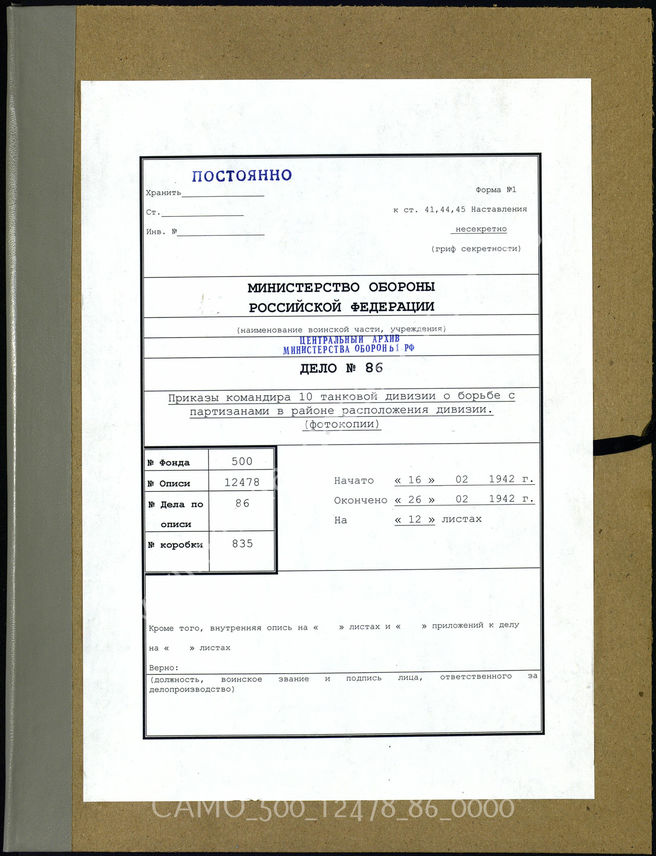 ПОСТОЯННО
Хранить
Форма №1
Ст.
к ст. 41,44,45 Наставления
Инв. №
несекретно
(гриф секретности)
МИНИСТЕРСТВО ОБОРОНЫ
РОССИЙСКОЙ ФЕДЕРАЦИИ
(наименование воинской части, учреждения)
ЦЕНТРАЛЬНЫЙ АРХИВ
МИНИСТЕРСТВА ОБОРОНЫ РФ
ДЕЛО № 86
Приказы командира 10 танковой дивизии о борьбе с
партизанами в районе расположения дивизии.
(фотокопии)
№ Фонда 500
№ Описи 12478
№ Дела по 86
описи
№ коробки 835
Начато « 16 » 02 1942 г.
Окончено « 26 » 02 1942 г.
На « 12 » листах
Кроме того, внутренняя опись на « » листах и « » приложений к делу
на « » листах
Верно:
(должность, воинское звание и подпись лица, ответственного за
делопроизводство)
CAMO_500_12478_86_0000